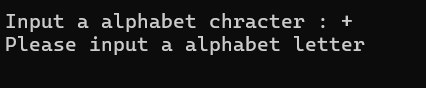 Input a alphabet chracter : +
Please input a alphabet letter